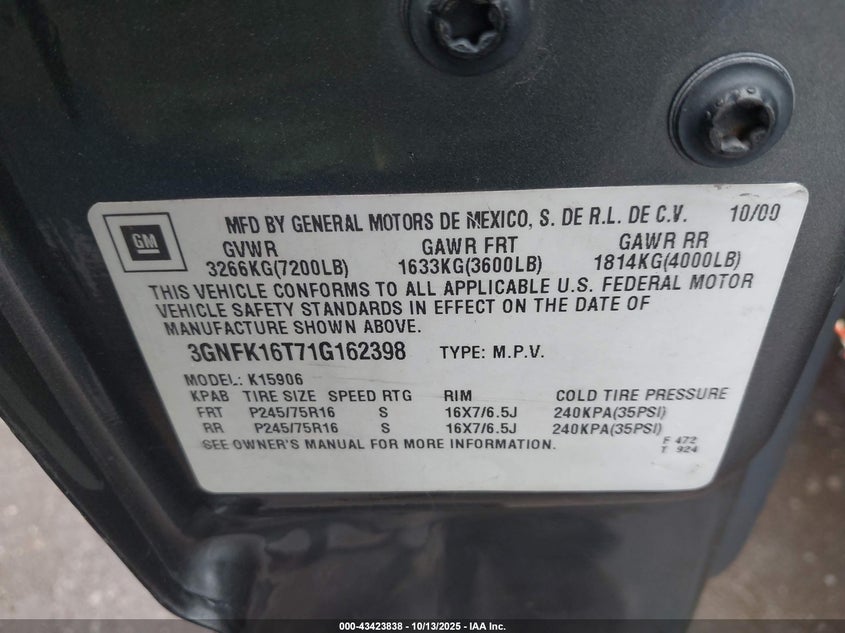 GM
MFD BY GENERAL MOTORS DE MEXICO, S. DE R.L. DE C.V. 10/00
GVWR GAWR FRT GAWR RR
3266KG(7200LB) 1633KG(3600LB) 1814KG(4000LB)
THIS VEHICLE CONFORMS TO ALL APPLICABLE U.S. FEDERAL MOTOR
VEHICLE SAFETY STANDARDS IN EFFECT ON THE DATE OF
MANUFACTURE SHOWN ABOVE.
3GNFK16T71G162398 TYPE: M.P.V.
MODEL: K15906
KPAB TIRE SIZE SPEED RTG RIM COLD TIRE PRESSURE
FRT P245/75R16 S 16X7/6.5J 240KPA(35PSI)
RR P245/75R16 S 16X7/6.5J 240KPA(35PSI)
SEE OWNER'S MANUAL FOR MORE INFORMATION.
F 472
T 924
000-43423838 | 10/13/2025 - IAA Inc.